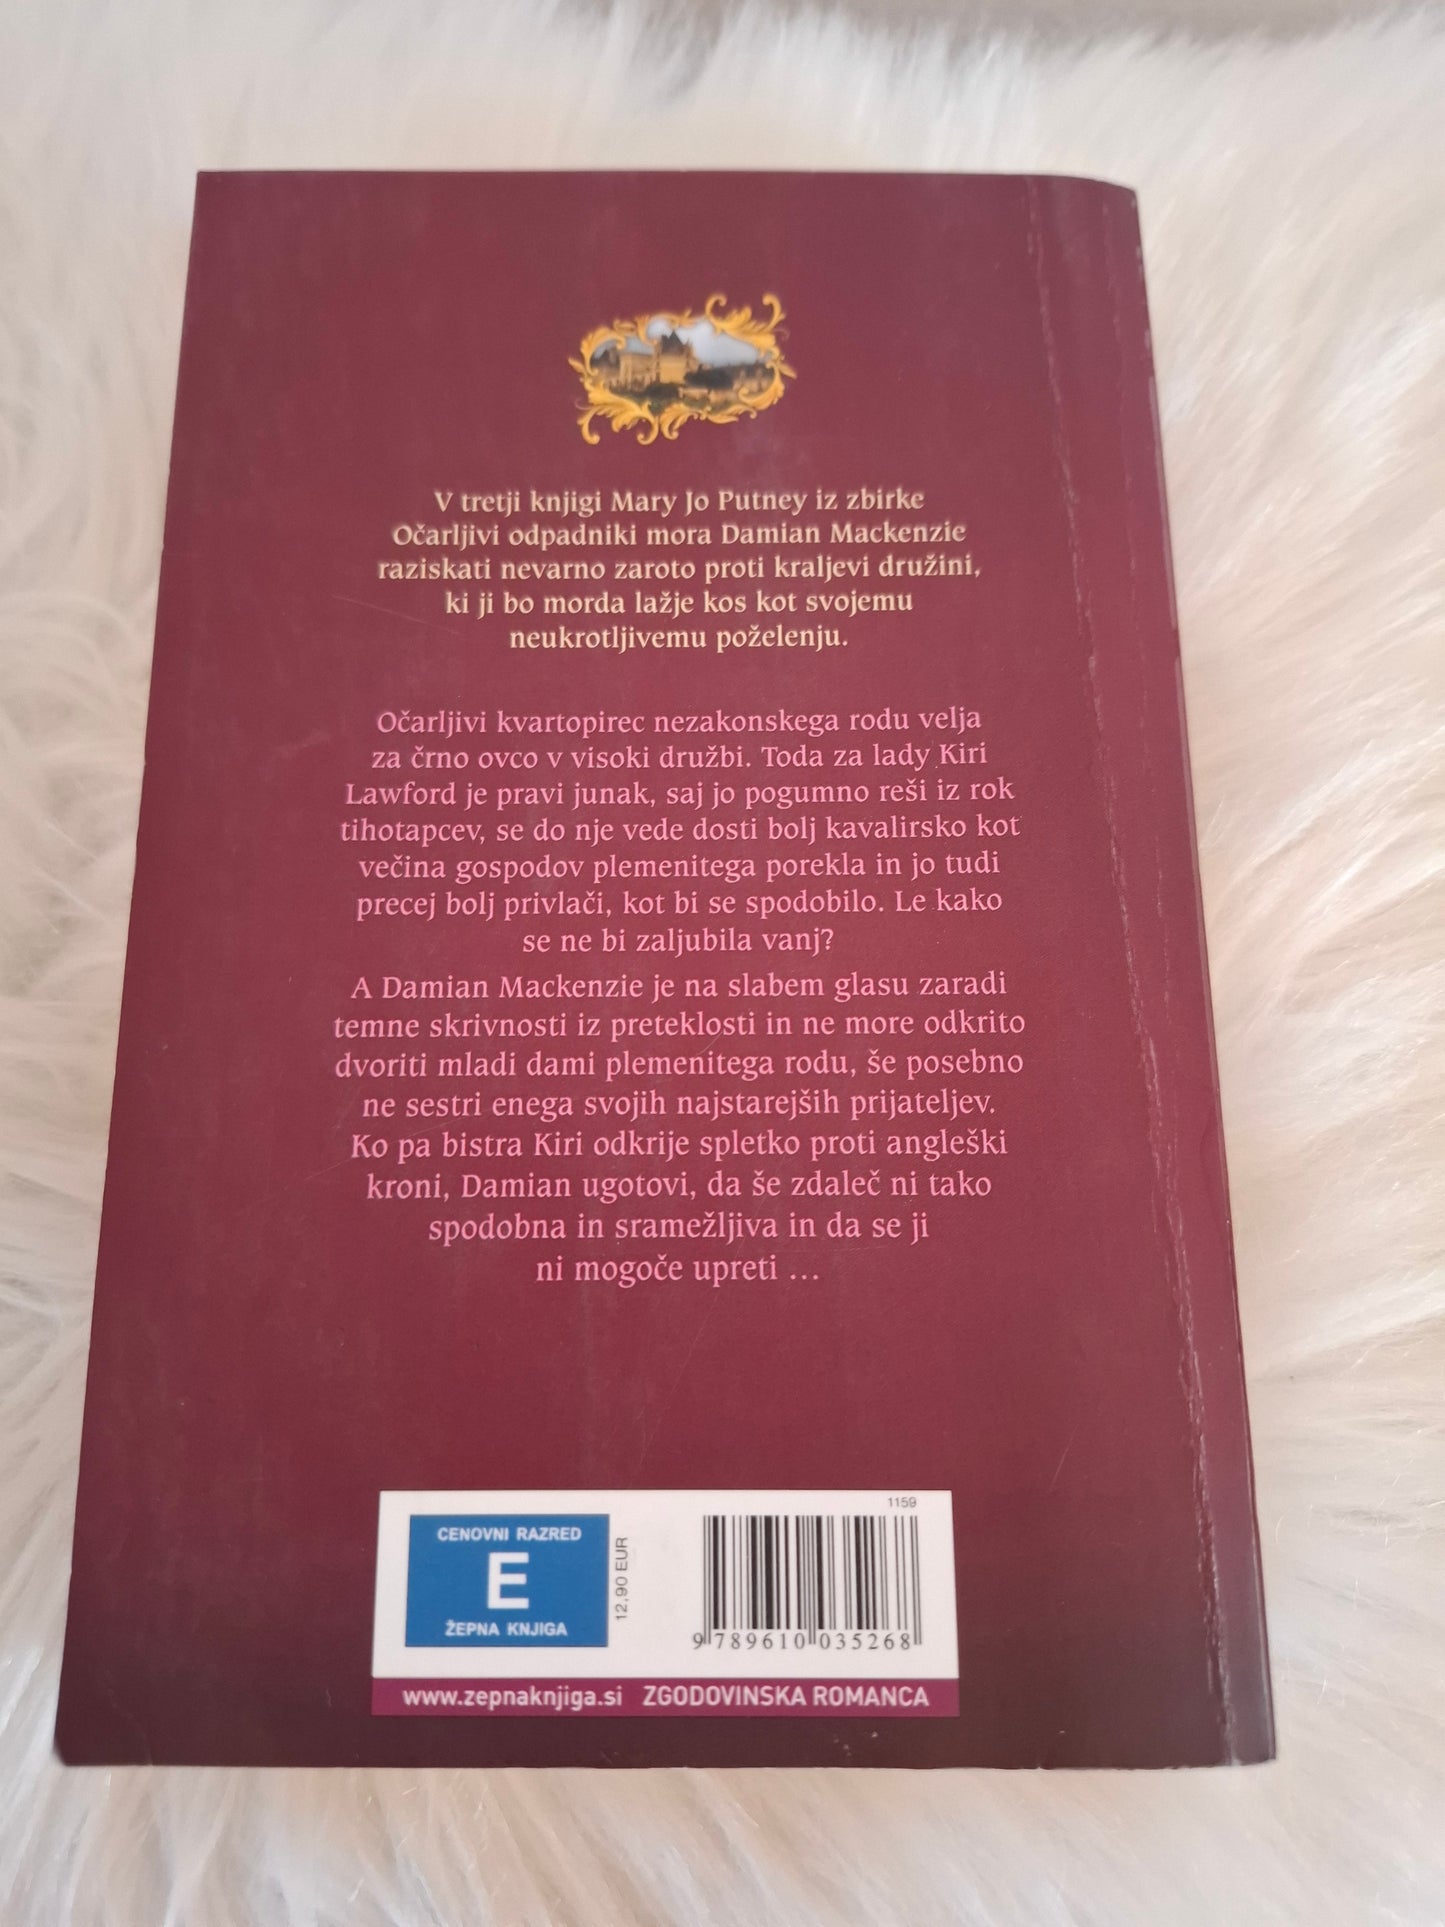 V tretji knjigi Mary Jo Putney iz zbirke
Očarljivi odpadniki mora Damian Mackenzie
raziskati nevarno zaroto proti kraljevi družini,
ki ji bo morda lažje kos kot svojemu
neukrotljivemu poželenju.
Očarljivi kvartopirec nezakonskega rodu velja
za črno ovco v visoki družbi. Toda za lady Kiri
Lawford je pravi junak, saj jo pogumno reši iz rok
tihotapcev, se do nje vede dosti bolj kavalirsko kot
večina gospodov plemenitega porekla in jo tudi
precej bolj privlači, kot bi se spodobilo. Le kako
se ne bi zaljubila vanj?
A Damian Mackenzie je na slabem glasu zaradi
temne skrivnosti iz preteklosti in ne more odkrito
dvoriti mladi dami plemenitega rodu, še posebno
ne sestri enega svojih najstarejših prijateljev.
Ko pa bistra Kiri odkrije spletko proti angleški
kroni, Damian ugotovi, da še zdaleč ni tako
spodobna in sramežljiva in da se ji
ni mogoče upreti ...
CENOVNI RAZRED
E
ŽEPNA KNJIGA
12,90 EUR
1159
9 789610 035268
www.zepnaknjiga.si ZGODOVINSKA ROMANCA